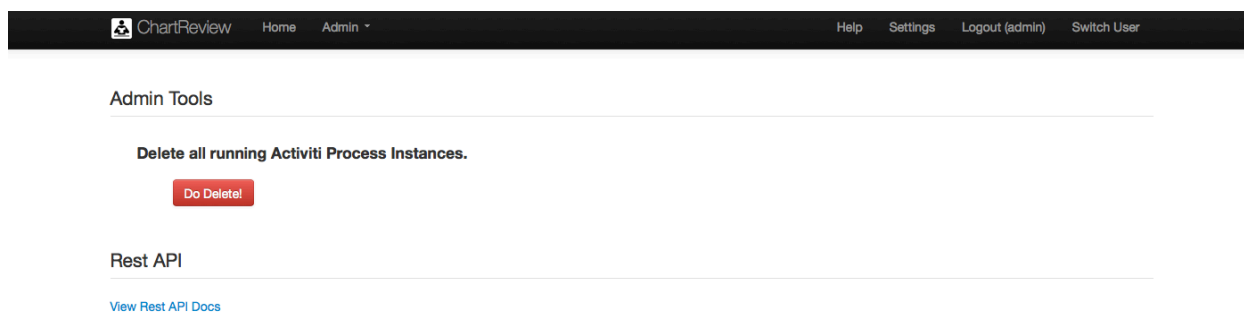 ChartReview Home Admin Help Settings Logout (admin) Switch User
Admin Tools
Delete all running Activiti Process Instances.
Do Delete!
Rest API
View Rest API Docs